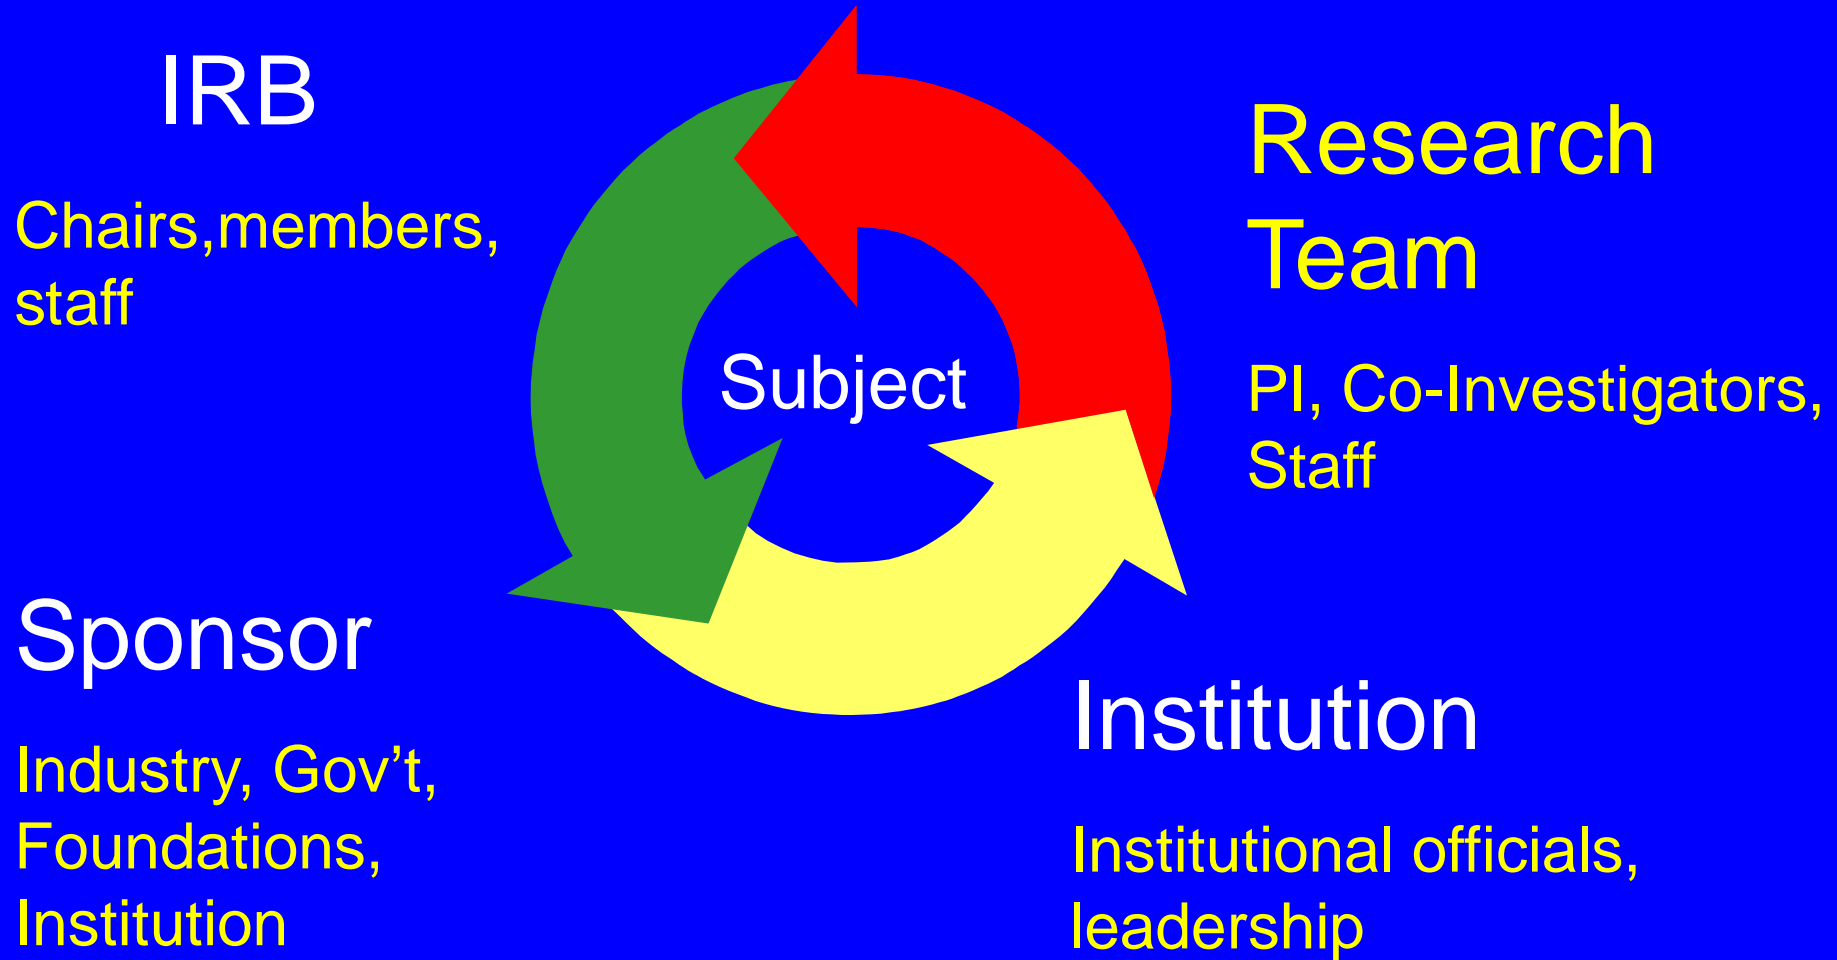 IRB
Chairs,members,
staff
Research
Team
PI, Co-Investigators,
Staff
Subject
Sponsor
Industry, Gov’t,
Foundations,
Institution
Institution
Institutional officials,
leadership